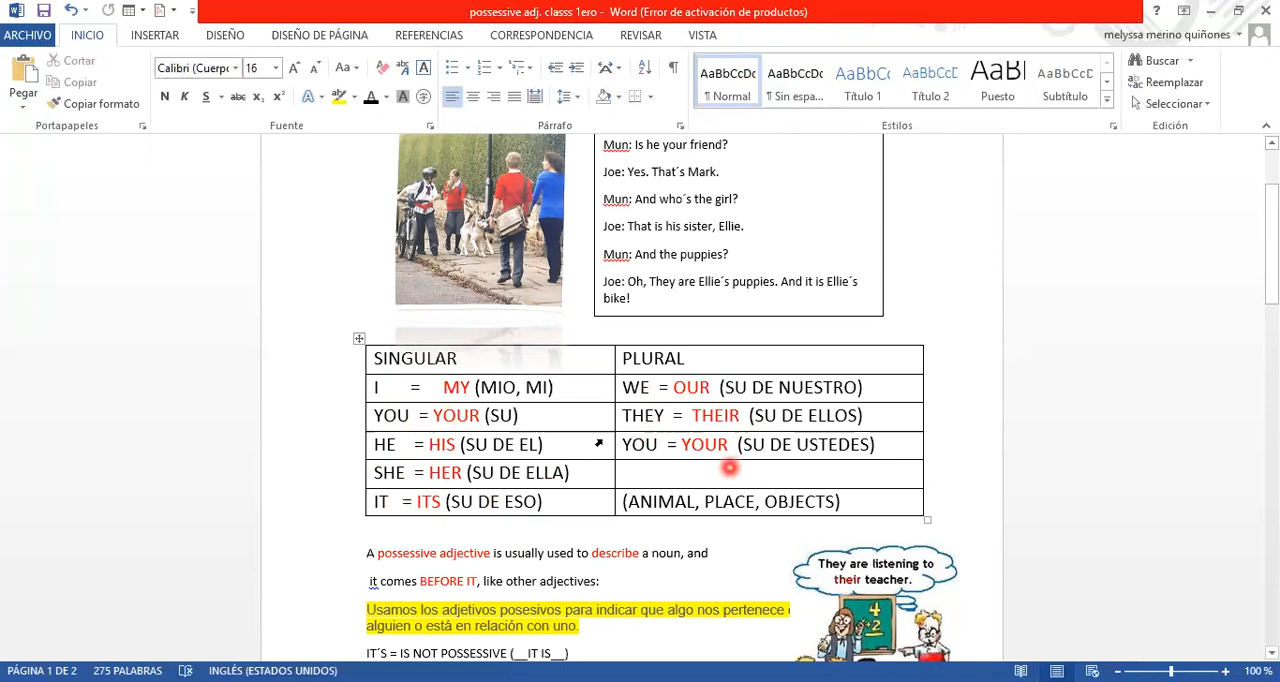 possessive adj. classs 1ero - Word (Error de activación de productos)
?
ARCHIVO INICIO INSERTAR DISEÑO DISEÑO DE PÁGINA REFERENCIAS CORRESPONDENCIA REVISAR VISTA melyssa merino quiñones
Pegar
Cortar
Copiar
Copiar formato
Portapapeles
Calibri (Cuerpo 16
N K S abc x₂ x²
Fuente
Párrafo
AaBbCcDc AaBbCcDc AaBbCc AaBbCcD AaBI AaBbCcD
¶ Normal ¶ Sin espa... Título 1 Título 2 Puesto Subtítulo
Estilos
Buscar
Reemplazar
Seleccionar
Edición
Mun: Is he your friend?
Joe: Yes. That´s Mark.
Mun: And who´s the girl?
Joe: That is his sister, Ellie.
Mun: And the puppies?
Joe: Oh, They are Ellie´s puppies. And it is Ellie´s
bike!
SINGULAR PLURAL
I = MY (MIO, MI) WE = OUR (SU DE NUESTRO)
YOU = YOUR (SU) THEY = THEIR (SU DE ELLOS)
HE = HIS (SU DE EL) YOU = YOUR (SU DE USTEDES)
SHE = HER (SU DE ELLA)
IT = ITS (SU DE ESO) (ANIMAL, PLACE, OBJECTS)
A possessive adjective is usually used to describe a noun, and
it comes BEFORE IT, like other adjectives:
Usamos los adjetivos posesivos para indicar que algo nos pertenece
alguien o está en relación con uno.
IT´S = IS NOT POSSESSIVE (__IT IS__)
They are listening to
their teacher.
4
+2
PÁGINA 1 DE 2 275 PALABRAS INGLÉS (ESTADOS UNIDOS) 100 %